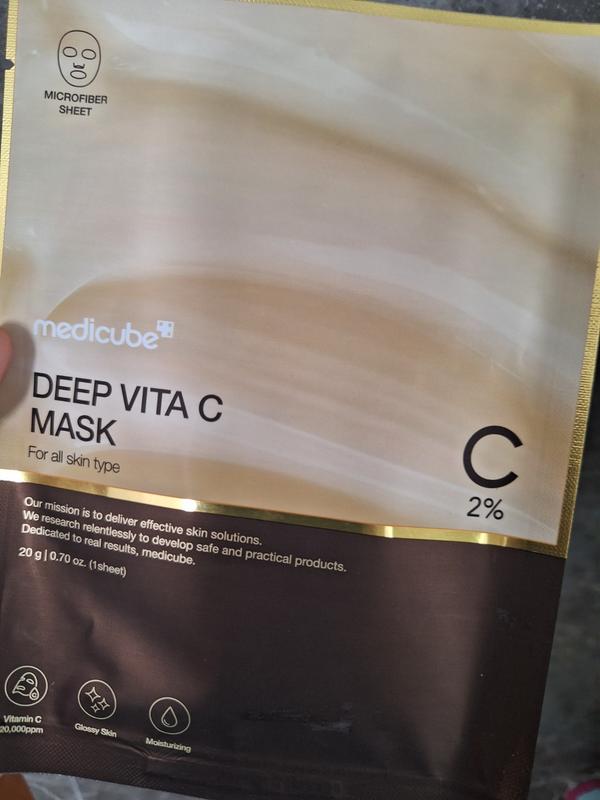 MICROFIBER
SHEET
medicube
DEEP VITA C
MASK
For all skin type
C
2%
Our mission is to deliver effective skin solutions.
We research relentlessly to develop safe and practical products.
Dedicated to real results, medicube.
20 g | 0.70 oz. (1sheet)
Vitamin C
20,000ppm
Glossy Skin
Moisturizing